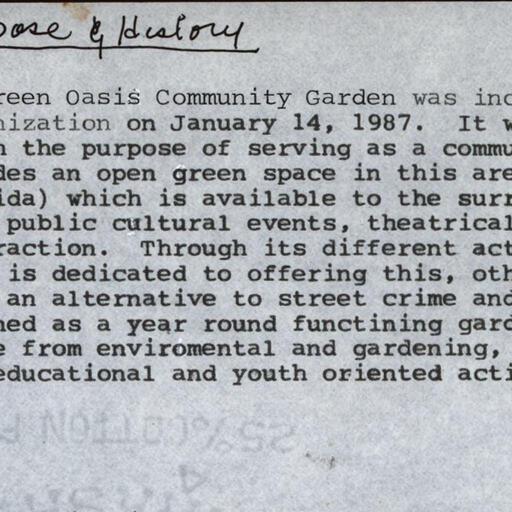 pose & History
reen Oasis Community Garden was inc
nization on January 14, 1987. It w
n the purpose of serving as a commu
des an open green space in this are
ida) which is available to the surr
public cultural events, theatrical
raction. Through its different act
is dedicated to offering this, oth
an alternative to street crime and
ned as a year round functining gard
e from enviromental and gardening,
educational and youth oriented acti
25% COTTON